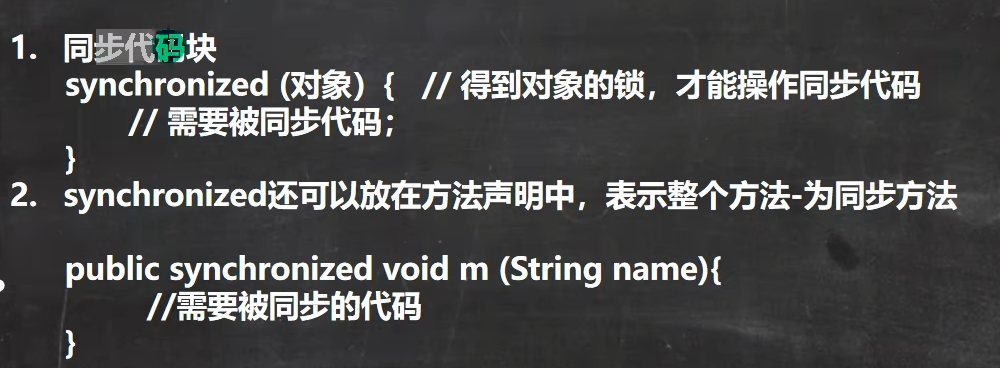 1. 同步代码块
synchronized (对象) { // 得到对象的锁，才能操作同步代码
// 需要被同步代码；
}
2. synchronized还可以放在方法声明中，表示整个方法-为同步方法
public synchronized void m (String name){
//需要被同步的代码
}